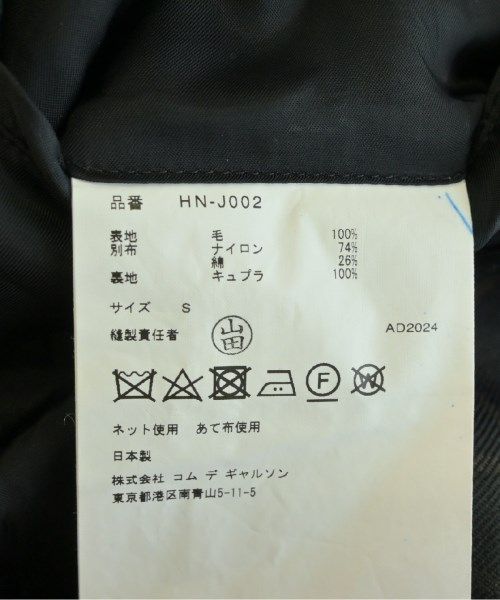 品番 HN-J002
表地 毛 100%
別布 ナイロン 74%
綿 26%
裏地 キュプラ 100%
サイズ S
縫製責任者 山田 AD2024
F W
ネット使用 あて布使用
日本製
株式会社 コム デ ギャルソン
東京都港区南青山5-11-5